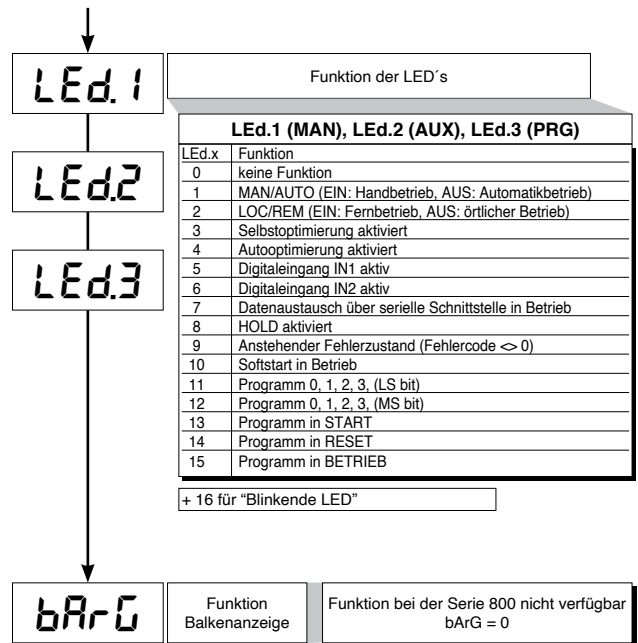 LEd.1
Funktion der LED´s
LEd.1 (MAN), LEd.2 (AUX), LEd.3 (PRG)
LEd.x Funktion
0 keine Funktion
1 MAN/AUTO (EIN: Handbetrieb, AUS: Automatikbetrieb)
2 LOC/REM (EIN: Fernbetrieb, AUS: örtlicher Betrieb)
3 Selbstoptimierung aktiviert
4 Autooptimierung aktiviert
5 Digitaleingang IN1 aktiv
6 Digitaleingang IN2 aktiv
7 Datenaustausch über serielle Schnittstelle in Betrieb
8 HOLD aktiviert
9 Anstehender Fehlerzustand (Fehlercode <> 0)
10 Softstart in Betrieb
11 Programm 0, 1, 2, 3, (LS bit)
12 Programm 0, 1, 2, 3, (MS bit)
13 Programm in START
14 Programm in RESET
15 Programm in BETRIEB
+ 16 für “Blinkende LED”
LEd.2
LEd.3
bArG
Funktion
Balkenanzeige
Funktion bei der Serie 800 nicht verfügbar
bArG = 0